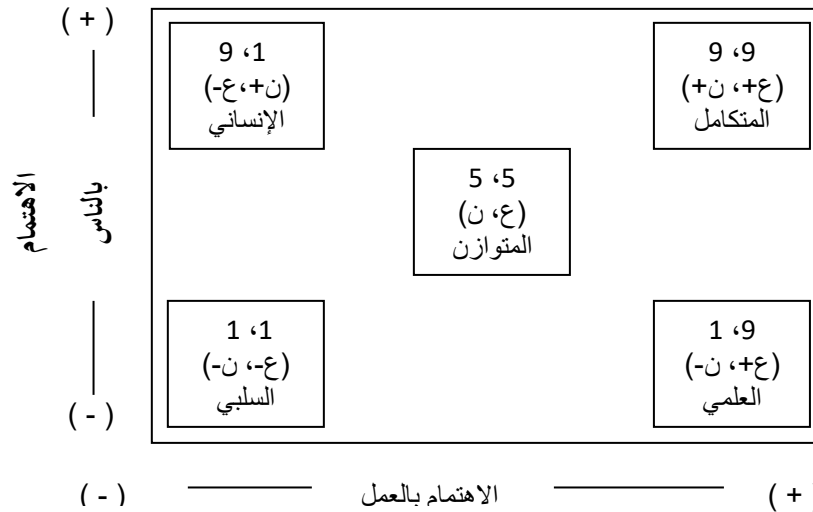 ( + )
9، 9
(ع+، ن+)
المتكامل
1، 9
(ن+،ع-)
الإنساني
5، 5
(ع، ن)
المتوازن
الاهتمام
بالناس
9، 1
(ع+، ن-)
العلمي
1، 1
(ع-، ن-)
السلبي
( - )
( + )
الاهتمام بالعمل
( - )